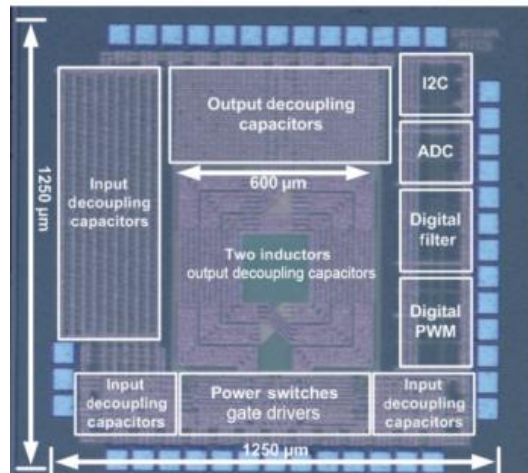 Output decoupling
capacitors
I2C
ADC
600 µm
1250 µm
Input
decoupling
capacitors
Digital
filter
Two inductors
output decoupling capacitors
Digital
PWM
Input
decoupling
capacitors
Power switches
gate drivers
Input
decoupling
capacitors
1250 µm